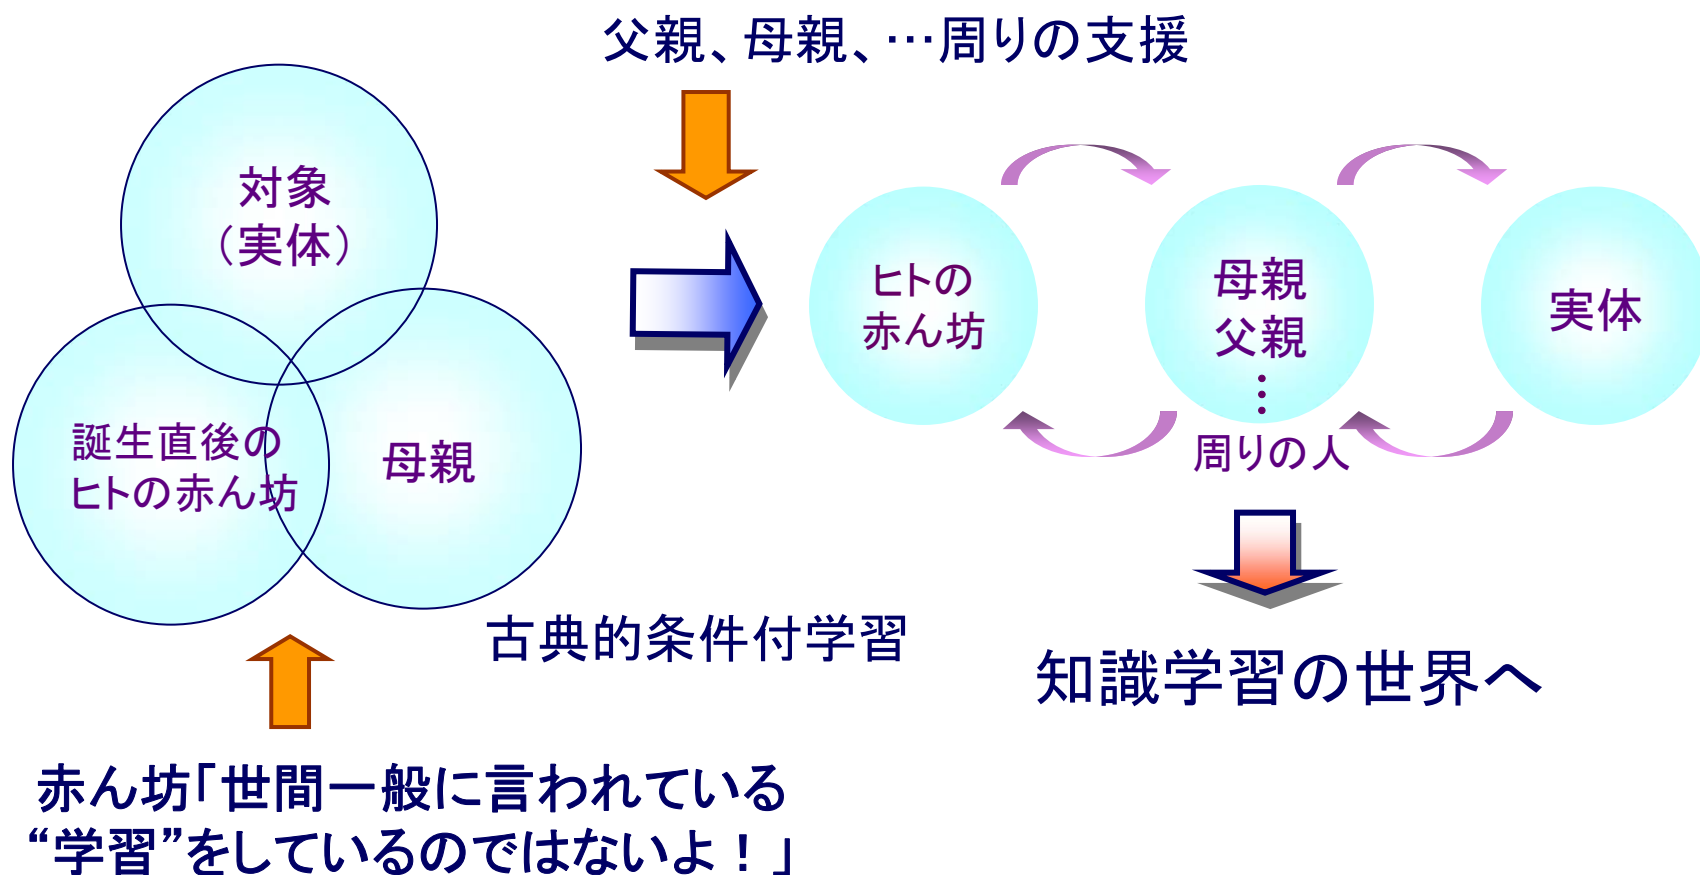 父親、母親、…周りの支援
対象
（実体）
誕生直後の
ヒトの赤ん坊
母親
ヒトの
赤ん坊
母親
父親
…
周りの人
実体
古典的条件付学習
知識学習の世界へ
赤ん坊「世間一般に言われている
“学習”をしているのではないよ！」